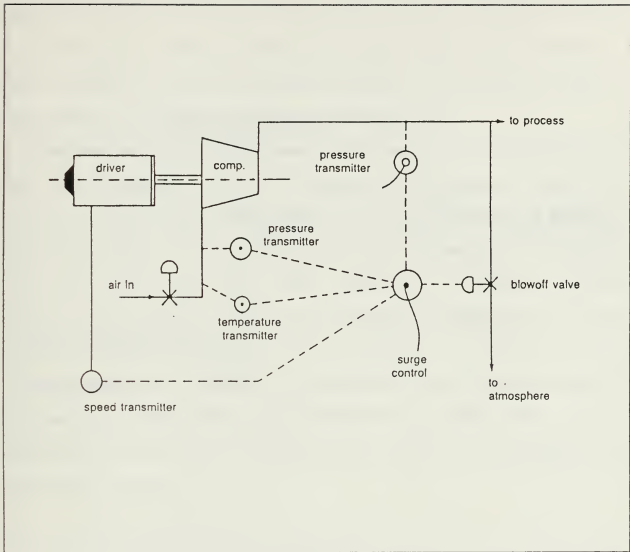 to process
driver
comp.
pressure
transmitter
pressure
transmitter
air in
blowoff valve
temperature
transmitter
surge
control
to
atmosphere
speed transmitter